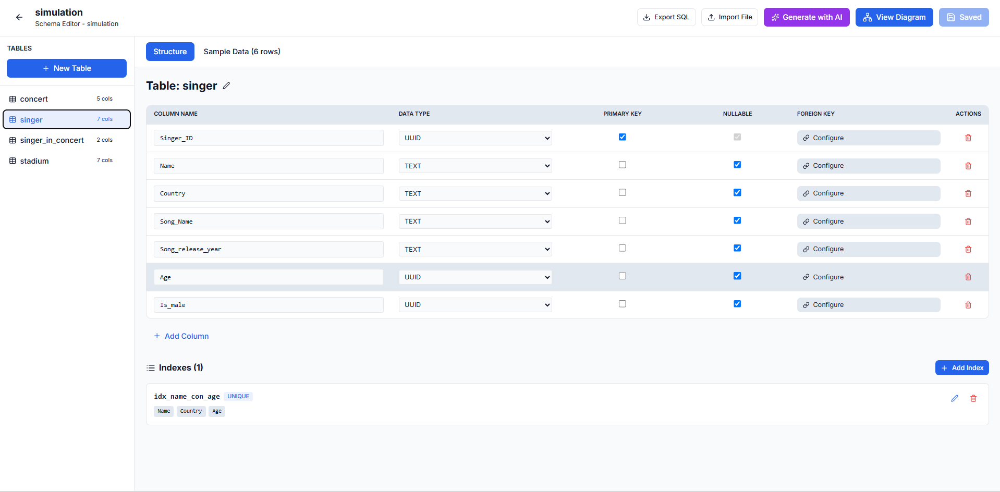 simulation
Schema Editor - simulation
Export SQL
Import File
Generate with AI
View Diagram
Saved
TABLES
New Table
concert 5 cols
singer 7 cols
singer_in_concert 2 cols
stadium 7 cols
Structure
Sample Data (6 rows)
Table: singer
COLUMN NAME DATA TYPE PRIMARY KEY NULLABLE FOREIGN KEY ACTIONS
Singer_ID UUID Configure
Name TEXT Configure
Country TEXT Configure
Song_Name TEXT Configure
Song_release_year TEXT Configure
Age UUID Configure
Is_male UUID Configure
Add Column
Indexes (1)
Add Index
idx_name_con_age UNIQUE
Name Country Age